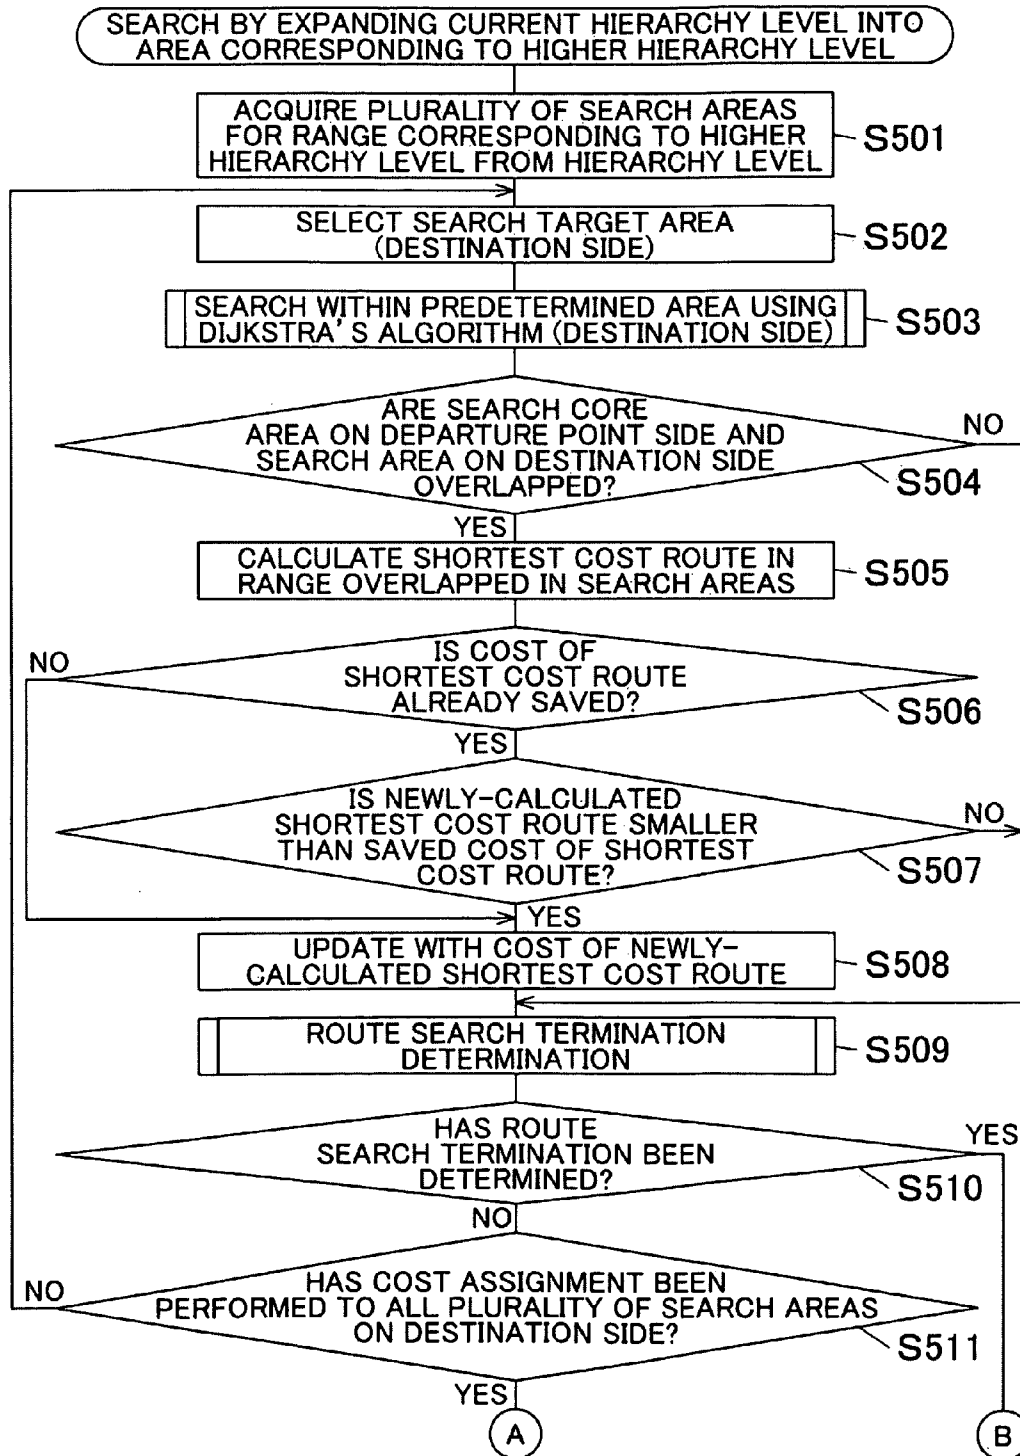 SEARCH BY EXPANDING CURRENT HIERARCHY LEVEL INTO
AREA CORRESPONDING TO HIGHER HIERARCHY LEVEL
ACQUIRE PLURALITY OF SEARCH AREAS
FOR RANGE CORRESPONDING TO HIGHER
HIERARCHY LEVEL FROM HIERARCHY LEVEL
S501
SELECT SEARCH TARGET AREA
(DESTINATION SIDE)
S502
SEARCH WITHIN PREDETERMINED AREA USING
DIJKSTRA'S ALGORITHM (DESTINATION SIDE)
S503
ARE SEARCH CORE
AREA ON DEPARTURE POINT SIDE AND
SEARCH AREA ON DESTINATION SIDE
OVERLAPPED?
NO
S504
YES
CALCULATE SHORTEST COST ROUTE IN
RANGE OVERLAPPED IN SEARCH AREAS
S505
NO
IS COST OF
SHORTEST COST ROUTE
ALREADY SAVED?
S506
YES
IS NEWLY-CALCULATED
SHORTEST COST ROUTE SMALLER
THAN SAVED COST OF SHORTEST
COST ROUTE?
NO
S507
YES
UPDATE WITH COST OF NEWLY-
CALCULATED SHORTEST COST ROUTE
S508
ROUTE SEARCH TERMINATION
DETERMINATION
S509
HAS ROUTE
SEARCH TERMINATION BEEN
DETERMINED?
YES
S510
NO
NO
HAS COST ASSIGNMENT BEEN
PERFORMED TO ALL PLURALITY OF SEARCH AREAS
ON DESTINATION SIDE?
S511
YES
A
B